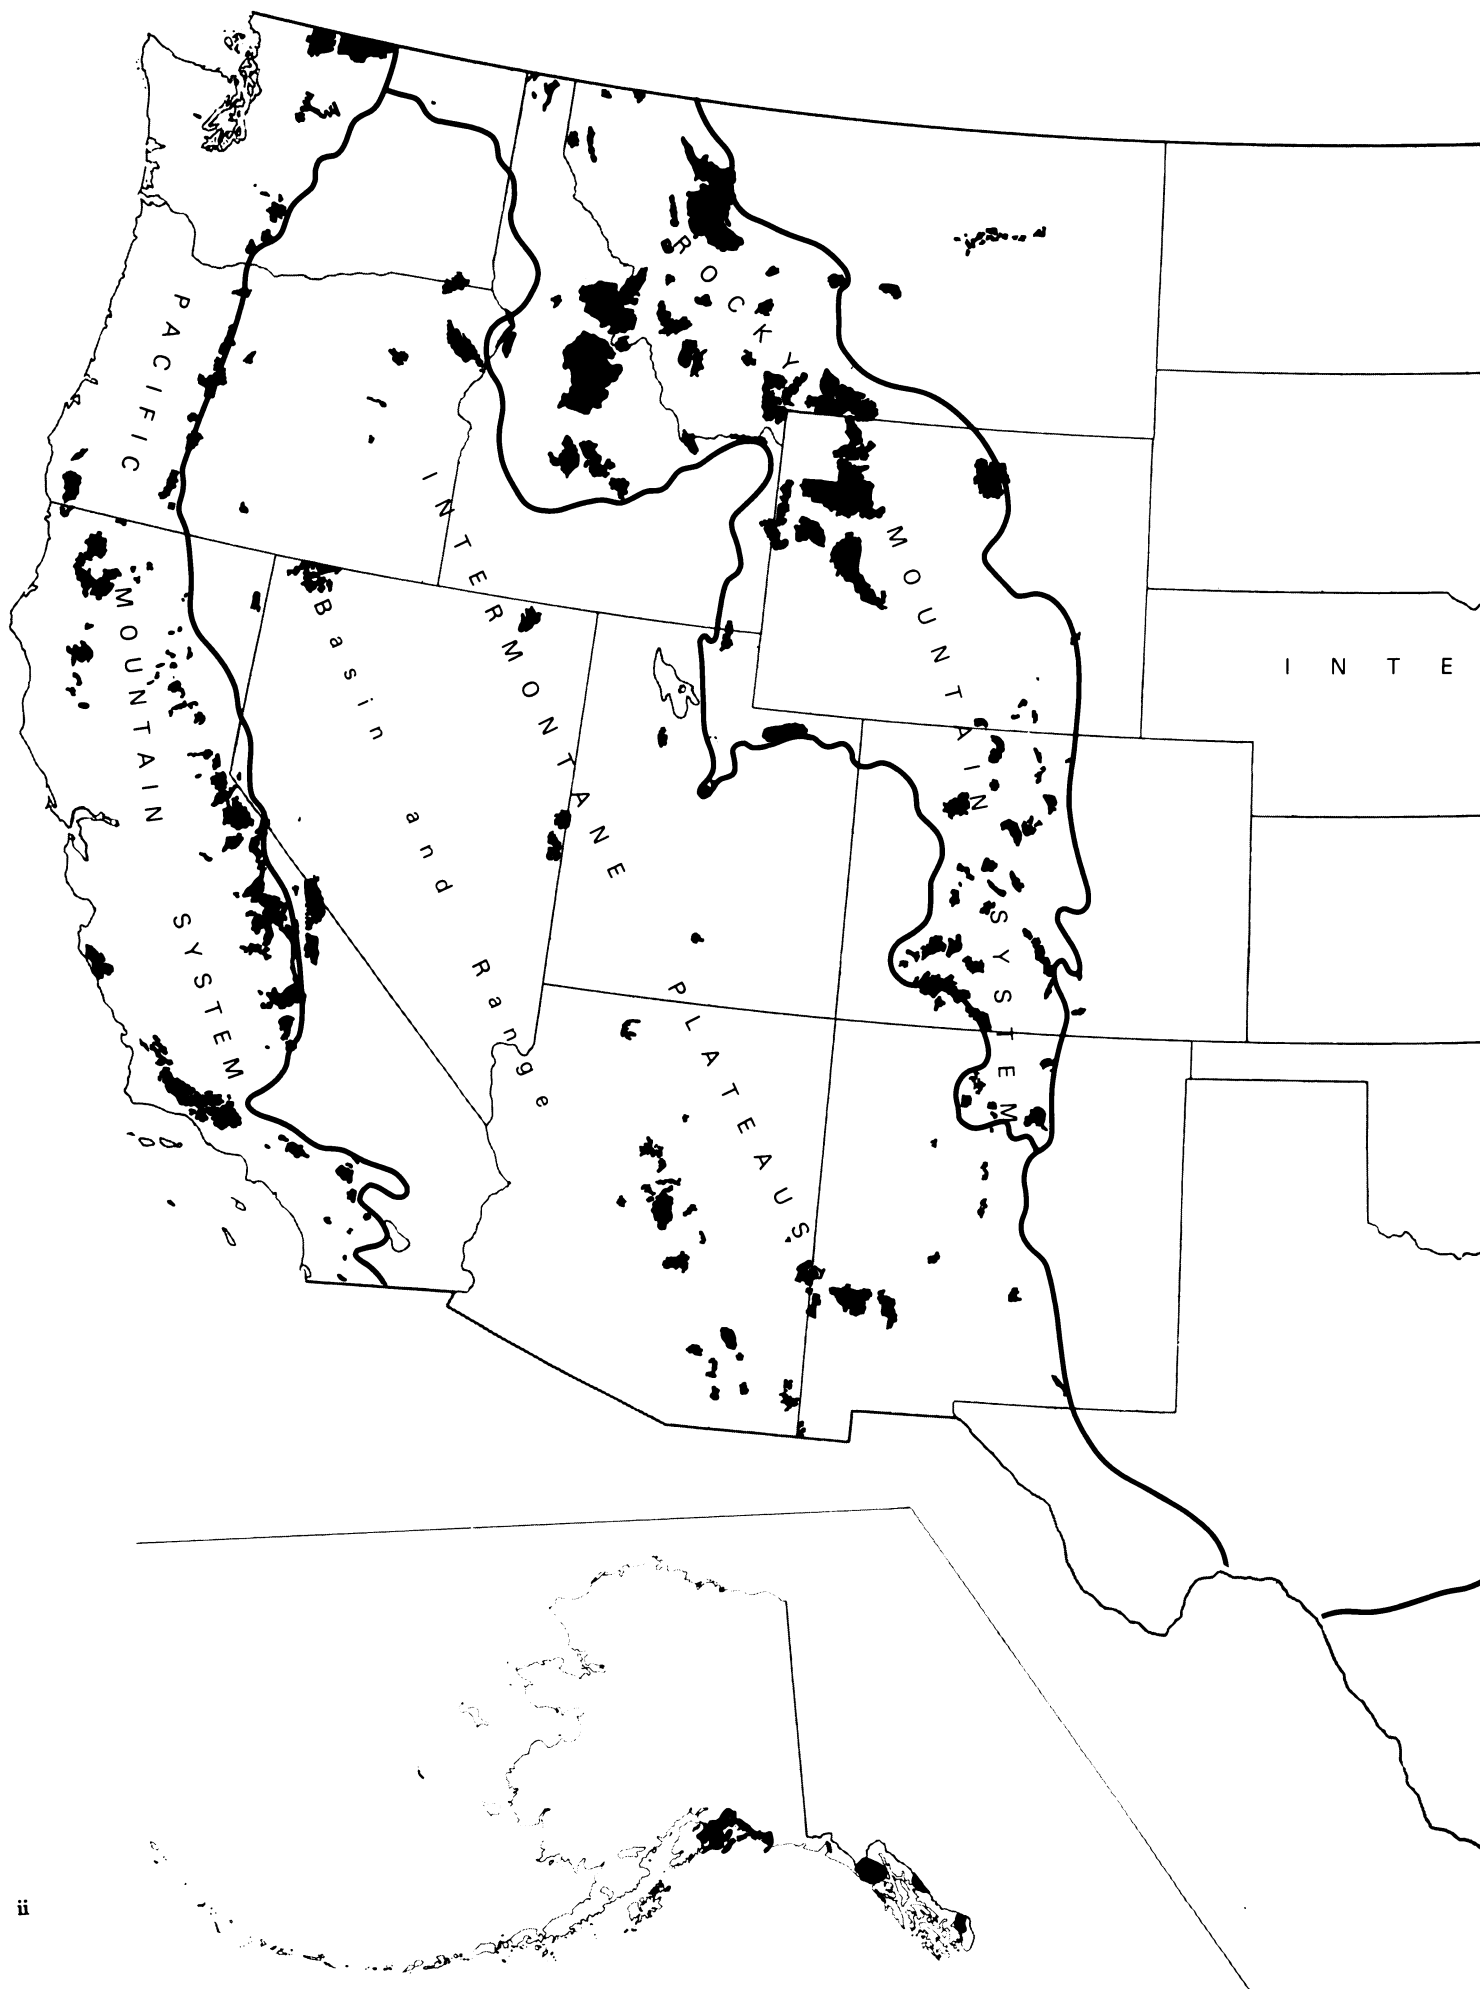 PACIFIC
MOUNTAIN
SYSTEM
INTERMONTANE
PLATEAUS
Basin and Range
ROCKY
MOUNTAIN
SYSTEM
INTE
ii